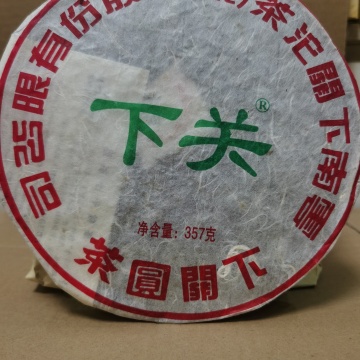 雲南下關沱茶股份有限公司
下关®
净含量：357克
下關圓茶